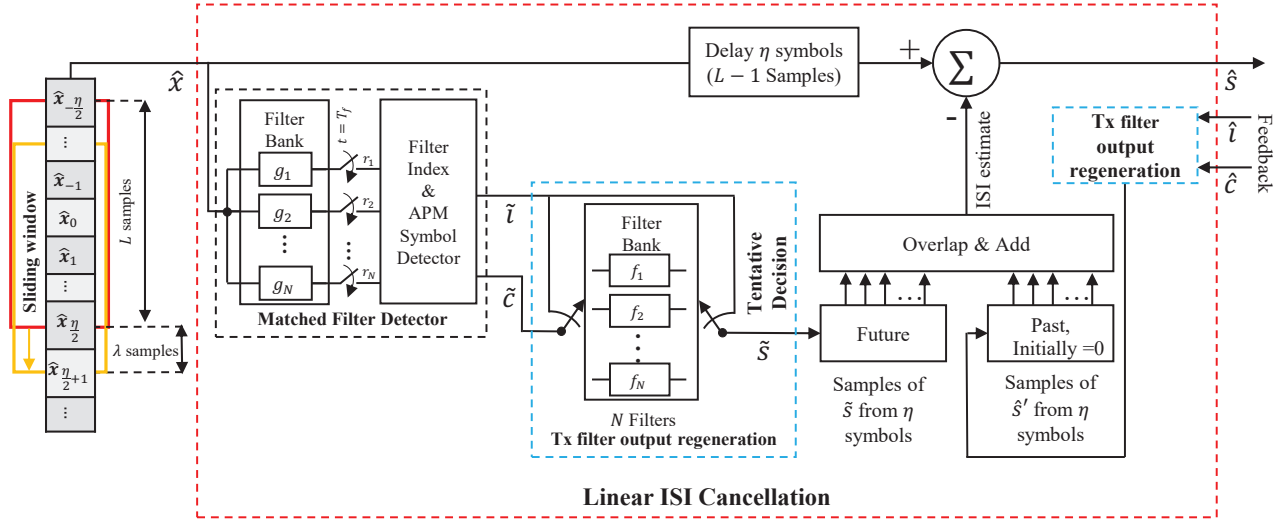 x̂_{-η/2}
⋮
x̂_{-1}
x̂_0
x̂_1
⋮
x̂_{η/2}
x̂_{η/2+1}
⋮
Sliding window
L samples
λ samples
x̂
Filter
Bank
g_1
g_2
⋯
g_N
t = T_f
r_1
r_2
⋯
r_N
Filter
Index
&
APM
Symbol
Detector
Matched Filter Detector
ĩ
c̃
Filter
Bank
f_1
f_2
⋮
f_N
N Filters
Tx filter output regeneration
Tentative
Decision
s̃
Delay η symbols
(L − 1 Samples)
+
Σ
-
ISI estimate
ŝ
Tx filter
output
regeneration
î
ĉ
Feedback
Overlap & Add
...
...
Future
Past,
Initially =0
Samples of
s̃ from η
symbols
Samples of
ŝ′ from η
symbols
Linear ISI Cancellation